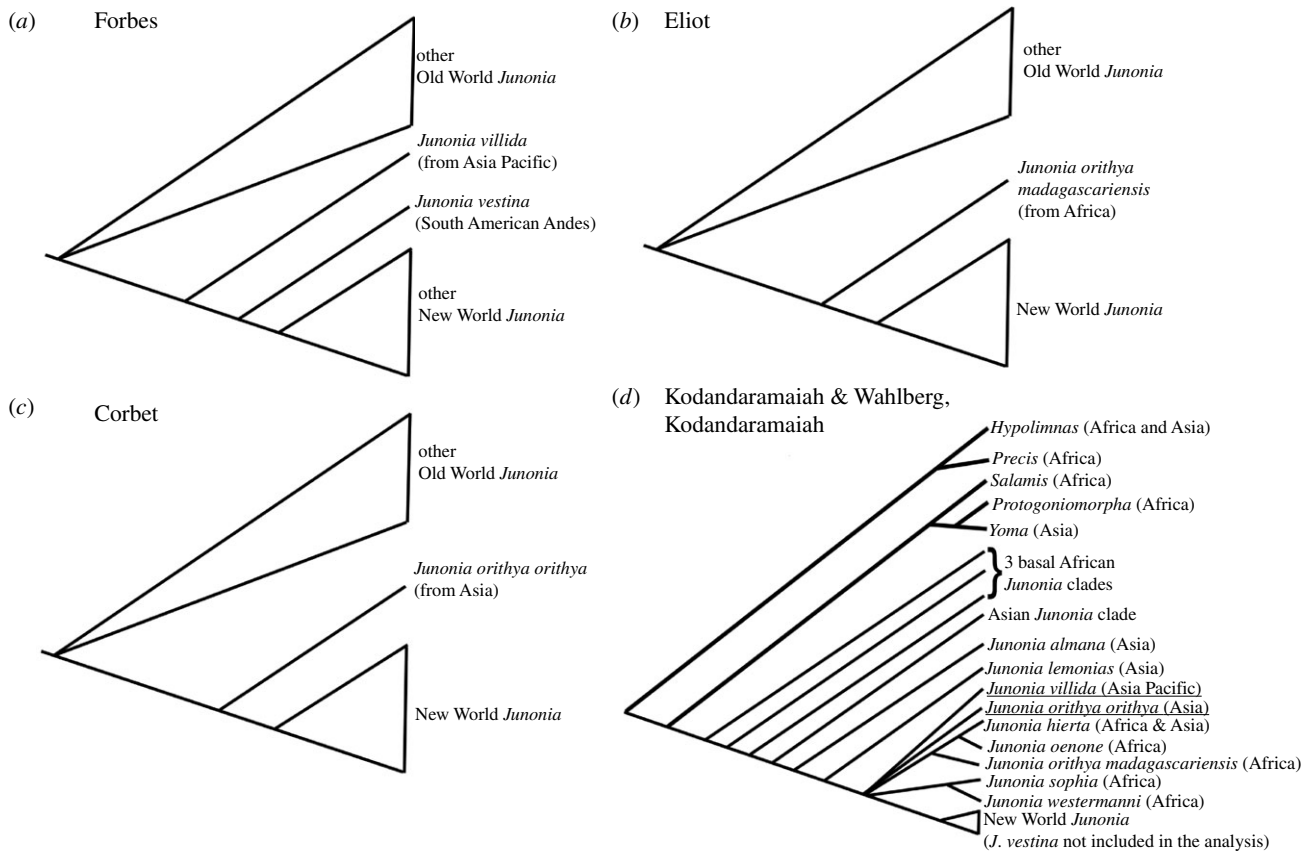 (a) Forbes
other
Old World Junonia
Junonia villida
(from Asia Pacific)
Junonia vestina
(South American Andes)
other
New World Junonia
(b) Eliot
other
Old World Junonia
Junonia orithya
madagascariensis
(from Africa)
New World Junonia
(c) Corbet
other
Old World Junonia
Junonia orithya orithya
(from Asia)
New World Junonia
(d) Kodandaramaiah & Wahlberg,
Kodandaramaiah
Hypolimnas (Africa and Asia)
Precis (Africa)
Salamis (Africa)
Protogoniomorpha (Africa)
Yoma (Asia)
3 basal African
Junonia clades
Asian Junonia clade
Junonia almana (Asia)
Junonia lemonias (Asia)
Junonia villida (Asia Pacific)
Junonia orithya orithya (Asia)
Junonia hierta (Africa & Asia)
Junonia oenone (Africa)
Junonia orithya madagascariensis (Africa)
Junonia sophia (Africa)
Junonia westermanni (Africa)
New World Junonia
(J. vestina not included in the analysis)